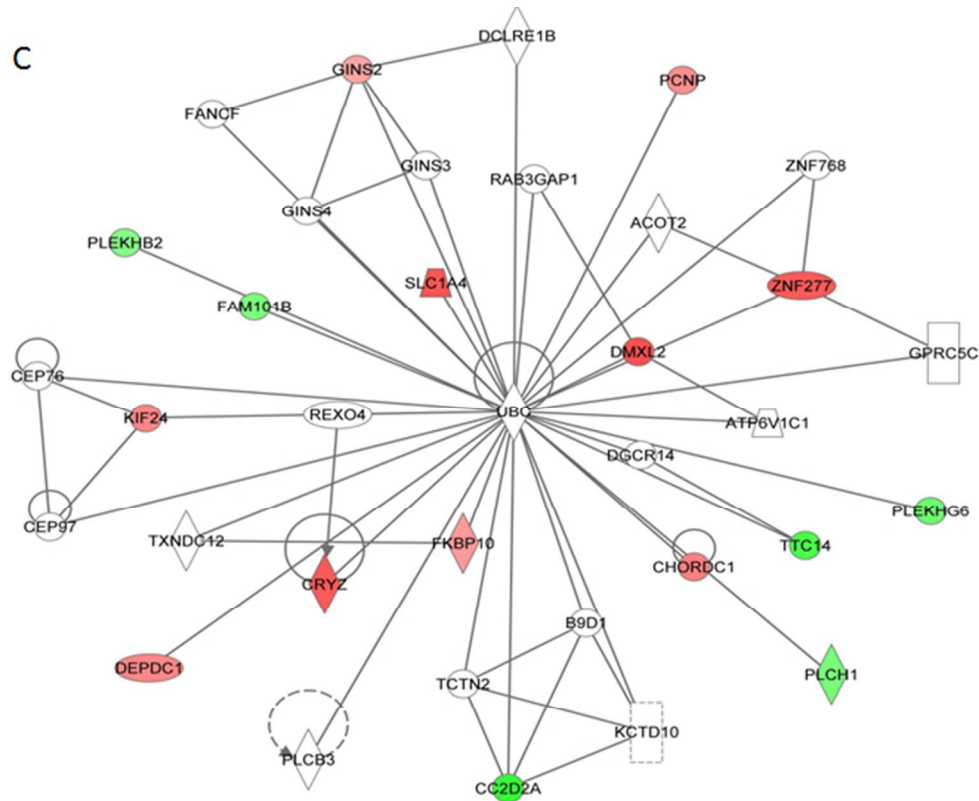 C
DCLRE1B
GINS2
PCNP
FANCF
GINS3
ZNF768
RAB3GAP1
GINS4
ACOT2
PLEKHB2
SLC1A4
ZNF277
FAM101B
DMXL2
GPRC5C
CEP76
KIF24
REXO4
UBC
ATP6V1C1
DGCR14
PLEKHG6
CEP97
TXNDC12
FKBP10
TTC14
CHORDC1
CRYZ
B9D1
DEPDC1
TCTN2
PLCH1
KCTD10
PLCB3
CC2D2A